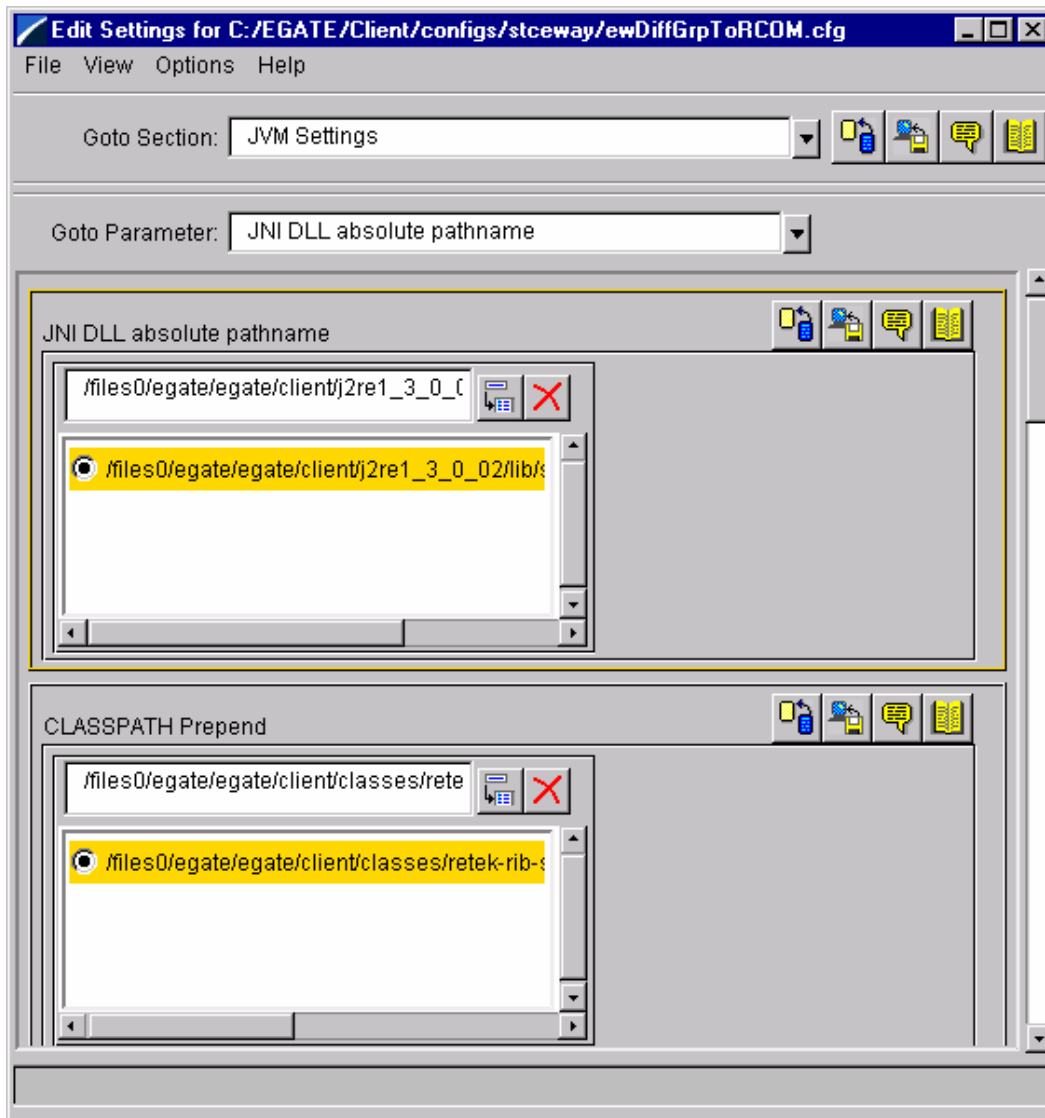 Edit Settings for C:/EGATE/Client/configs/stceway/ewDiffGrpToRCOM.cfg
File View Options Help
Goto Section: JVM Settings
Goto Parameter: JNI DLL absolute pathname
JNI DLL absolute pathname
/files0/egate/egate/client/j2re1_3_0_0
/files0/egate/egate/client/j2re1_3_0_02/lib/s
CLASSPATH Prepend
/files0/egate/egate/client/classes/rete
/files0/egate/egate/client/classes/retek-rib-s